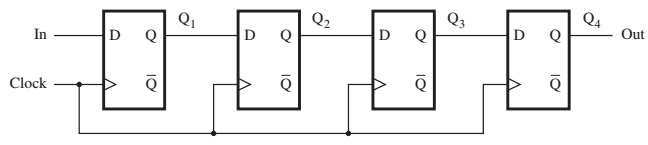 Q1 Q2 Q3 Q4
In D Q D Q D Q D Q Out
Clock Q̅ Q̅ Q̅ Q̅